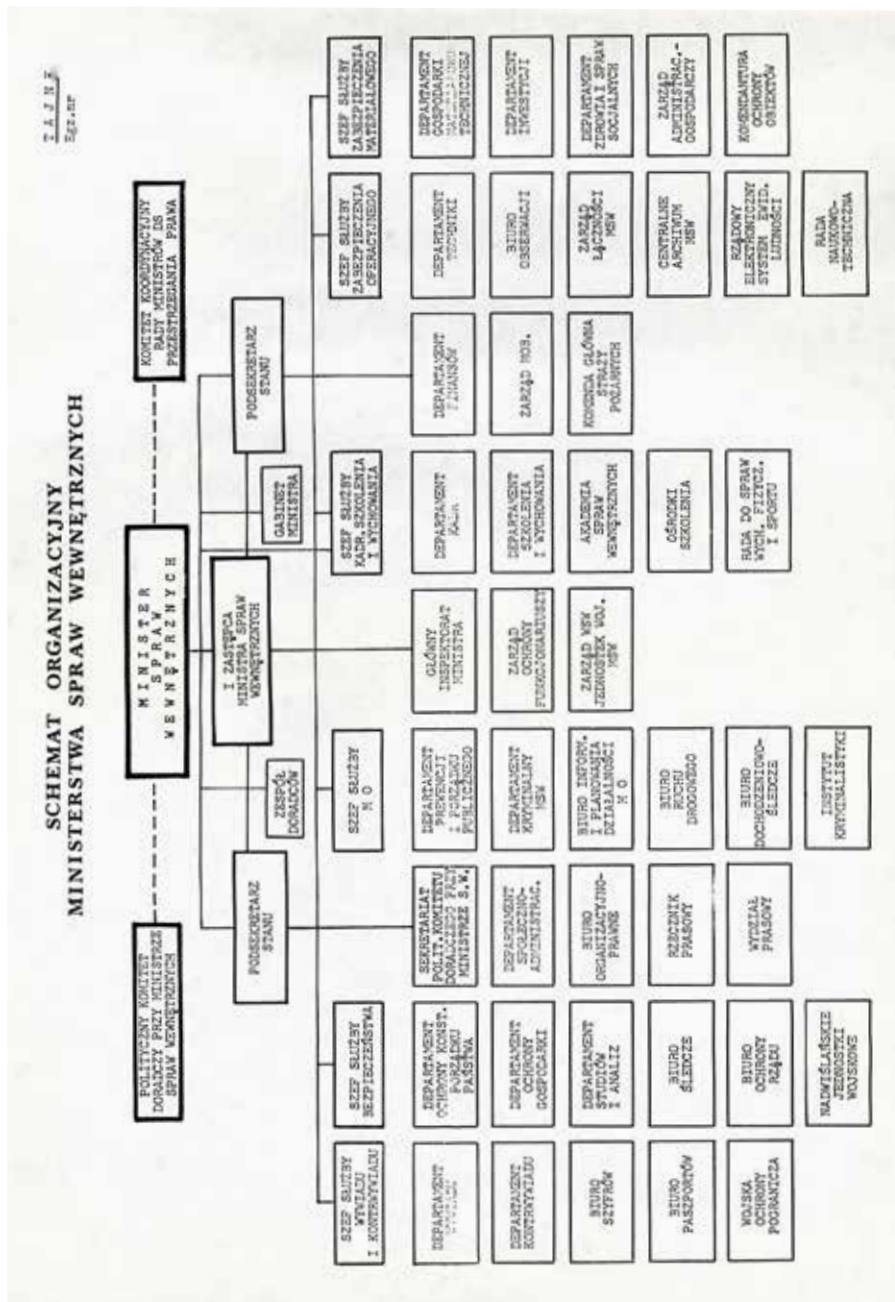 TAJNE
Egz.nr
SCHEMAT ORGANIZACYJNY
MINISTERSTWA SPRAW WEWNĘTRZNYCH
POLITYCZNY KOMITET
DORADCZY PRZY MINISTRZE
SPRAW WEWNĘTRZNYCH
MINISTER
SPRAW
WEWNĘTRZNYCH
KOMITET KOORDYNACYJNY
RADY MINISTRÓW DS
PRZESTRZEGANIA PRAWA
PODSEKRETARZ
STANU
ZESPÓŁ
DORADCÓW
I ZASTĘPCA
MINISTRA SPRAW
WEWNĘTRZNYCH
GABINET
MINISTRA
PODSEKRETARZ
STANU
SZEF SŁUŻBY
WYWIADU
I KONTRWYWIADU
SZEF SŁUŻBY
BEZPIECZEŃSTWA
SZEF SŁUŻBY
M O
SZEF SŁUŻBY
KADR, SZKOLENIA
I WYCHOWANIA
SZEF SŁUŻBY
ZABEZPIECZENIA
OPERACYJNEGO
SZEF SŁUŻBY
ZABEZPIECZENIA
MATERIAŁOWEGO
DEPARTAMENT
DEPARTAMENT
OCHRONY KONST.
PORZĄDKU
PAŃSTWA
SEKRETARIAT
POLIT.KOMITETU
DORADCZEGO PRZY
MINISTRZE S.W.
DEPARTAMENT
PREWENCJI
I PORZĄDKU
PUBLICZNEGO
GŁÓWNY
INSPEKTORAT
MINISTRA
DEPARTAMENT
KADR
DEPARTAMENT
FINANSÓW
DEPARTAMENT
TECHNIKI
DEPARTAMENT
GOSPODARKI
TECHNICZNEJ
DEPARTAMENT
KONTRWYWIADU
DEPARTAMENT
OCHRONY
GOSPODARKI
DEPARTAMENT
SPOŁECZNO-
ADMINISTRAC.
DEPARTAMENT
KRYMINALNY
MSW
ZARZĄD
OCHRONY
FUNKCJONARIUSZY
DEPARTAMENT
SZKOLENIA
I WYCHOWANIA
ZARZĄD MOB.
BIURO
OBSERWACJI
DEPARTAMENT
INWESTYCJI
BIURO
SZYFRÓW
DEPARTAMENT
STUDIÓW
I ANALIZ
BIURO
ORGANIZACYJNO-
PRAWNE
BIURO INFORM.
I PLANOWANIA
DZIAŁALNOŚCI
M O
ZARZĄD WSW
JEDNOSTEK WOJ.
MSW
AKADEMIA
SPRAW
WEWNĘTRZNYCH
KOMENDA GŁÓWNA
STRAŻY
POŻARNYCH
ZARZĄD
ŁĄCZNOŚCI
MSW
DEPARTAMENT
ZDROWIA I SPRAW
SOCJALNYCH
BIURO
PASZPORTÓW
BIURO
ŚLEDCZE
RZECZNIK
PRASOWY
BIURO
RUCHU
DROGOWEGO
OŚRODKI
SZKOLENIA
CENTRALNE
ARCHIWUM
MSW
ZARZĄD
ADMINISTRAC.-
GOSPODARCZY
WOJSKA
OCHRONY
POGRANICZA
BIURO
OCHRONY
RZĄDU
WYDZIAŁ
PRASOWY
BIURO
DOCHODZENIOWO-
ŚLEDCZE
RADA DO SPRAW
WYCH. FIZYCZ.
I SPORTU
RZĄDOWY
ELEKTRONICZNY
SYSTEM EWID.
LUDNOŚCI
KOMENDANTURA
OCHRONY
OBIEKTÓW
NADWIŚLAŃSKIE
JEDNOSTKI
WOJSKOWE
INSTYTUT
KRYMINALISTYKI
RADA
NAUKOWO-
TECHNICZNA